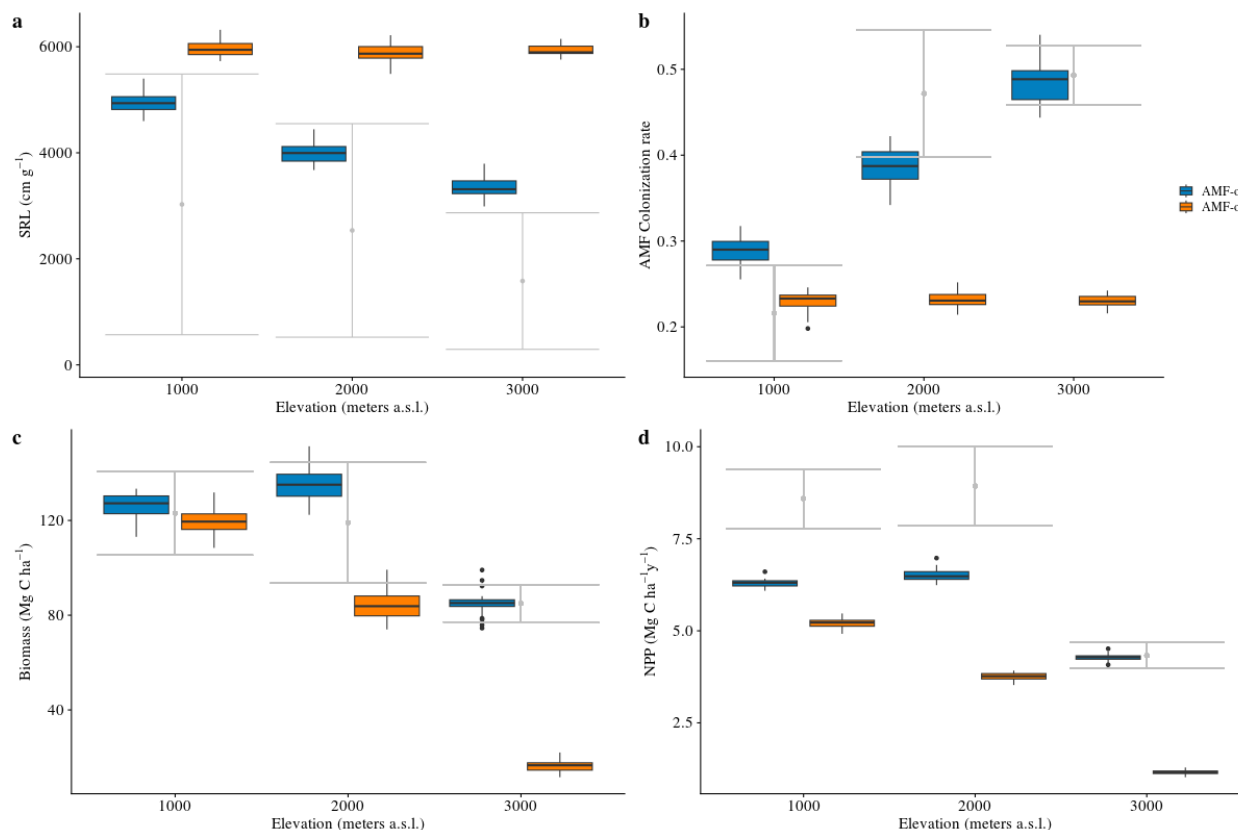 a
6000
4000
2000
0
SRL (cm g⁻¹)
1000 2000 3000
Elevation (meters a.s.l.)
b
0.5
0.4
0.3
0.2
AMF Colonization rate
1000 2000 3000
Elevation (meters a.s.l.)
AMF-o
AMF-o
c
120
80
40
Biomass (Mg C ha⁻¹)
1000 2000 3000
Elevation (meters a.s.l.)
d
10.0
7.5
5.0
2.5
NPP (Mg C ha⁻¹y⁻¹)
1000 2000 3000
Elevation (meters a.s.l.)